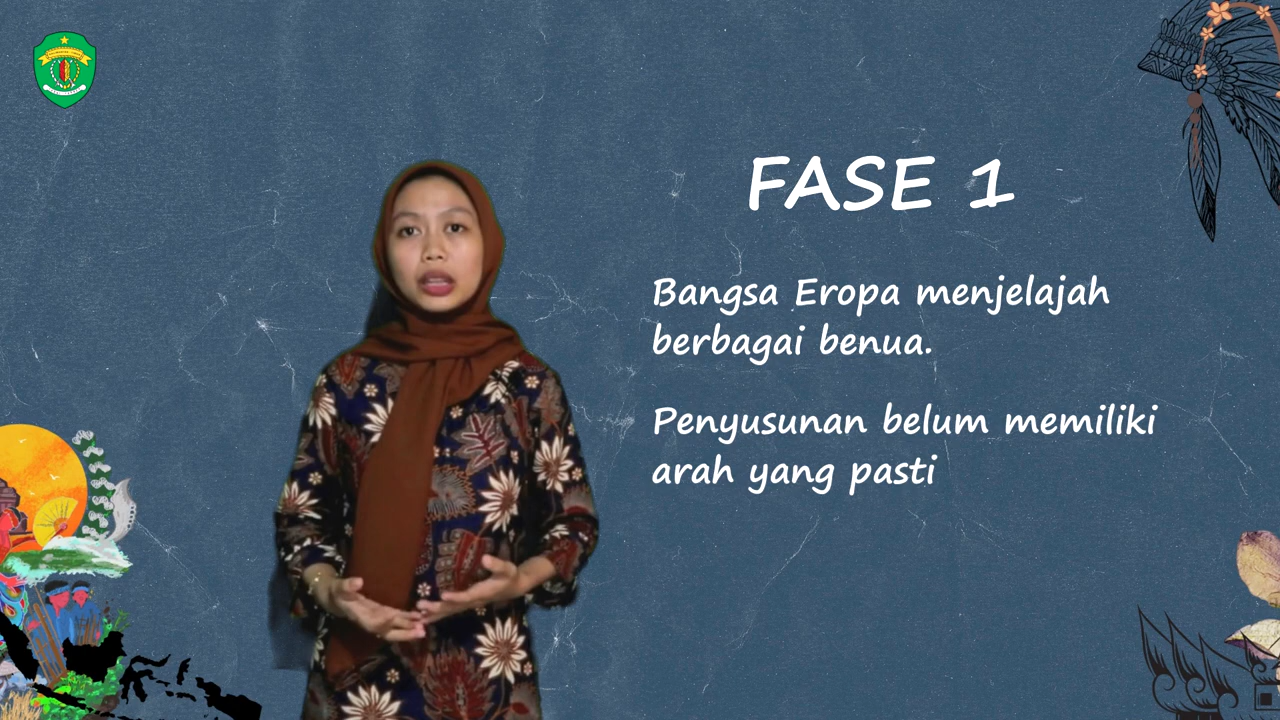 FASE 1
Bangsa Eropa menjelajah
berbagai benua.
Penyusunan belum memiliki
arah yang pasti